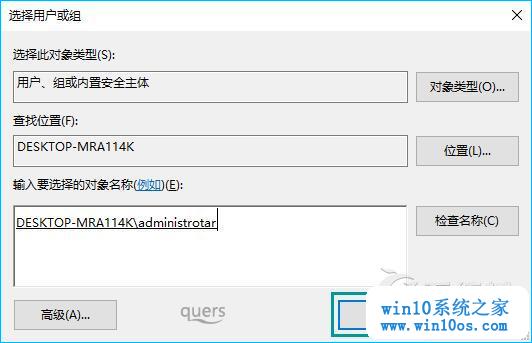 选择用户或组
选择此对象类型(S):
用户、组或内置安全主体
对象类型(O)...
查找位置(F):
DESKTOP-MRA114K
位置(L)...
输入要选择的对象名称(例如)(E):
DESKTOP-MRA114K\administrotar
检查名称(C)
高级(A)...
quers
win10系统之家
www.win10os.com